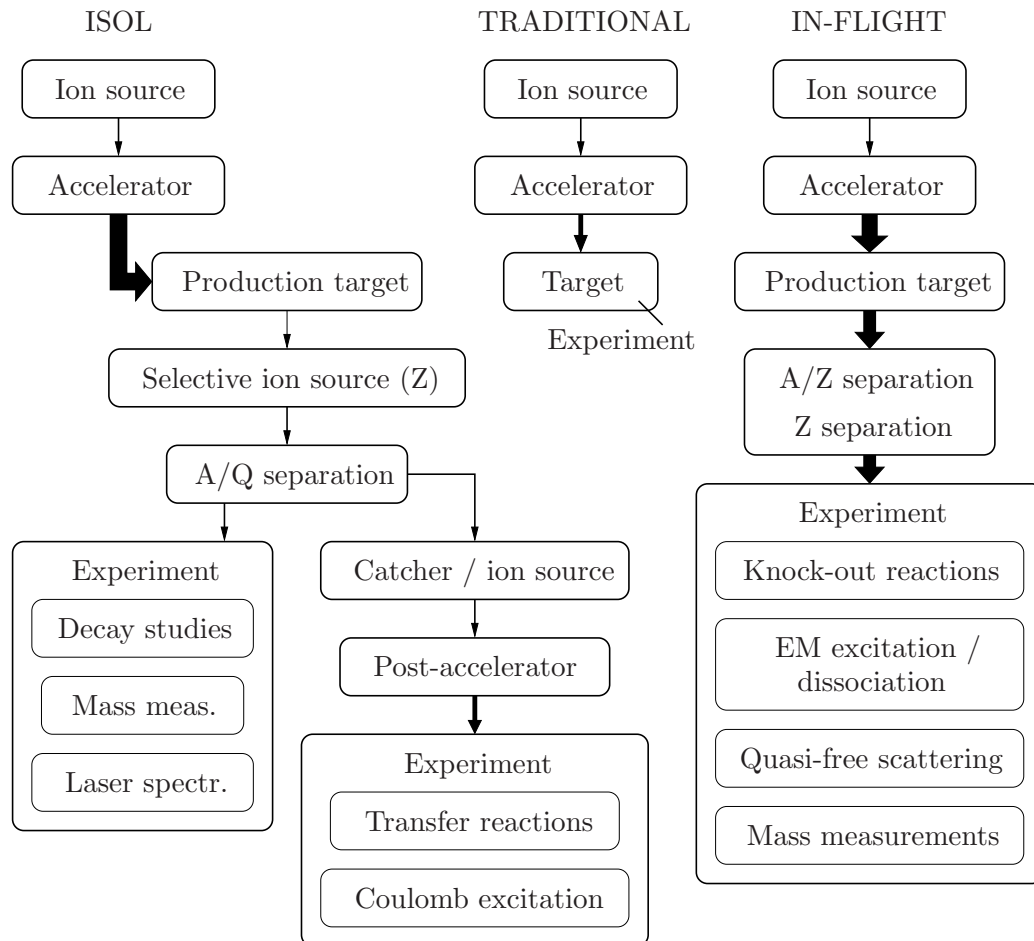 ISOL
Ion source
Accelerator
Production target
Selective ion source (Z)
A/Q separation
Experiment
Decay studies
Mass meas.
Laser spectr.
Catcher / ion source
Post-accelerator
Experiment
Transfer reactions
Coulomb excitation
TRADITIONAL
Ion source
Accelerator
Target
Experiment
IN-FLIGHT
Ion source
Accelerator
Production target
A/Z separation
Z separation
Experiment
Knock-out reactions
EM excitation /
dissociation
Quasi-free scattering
Mass measurements